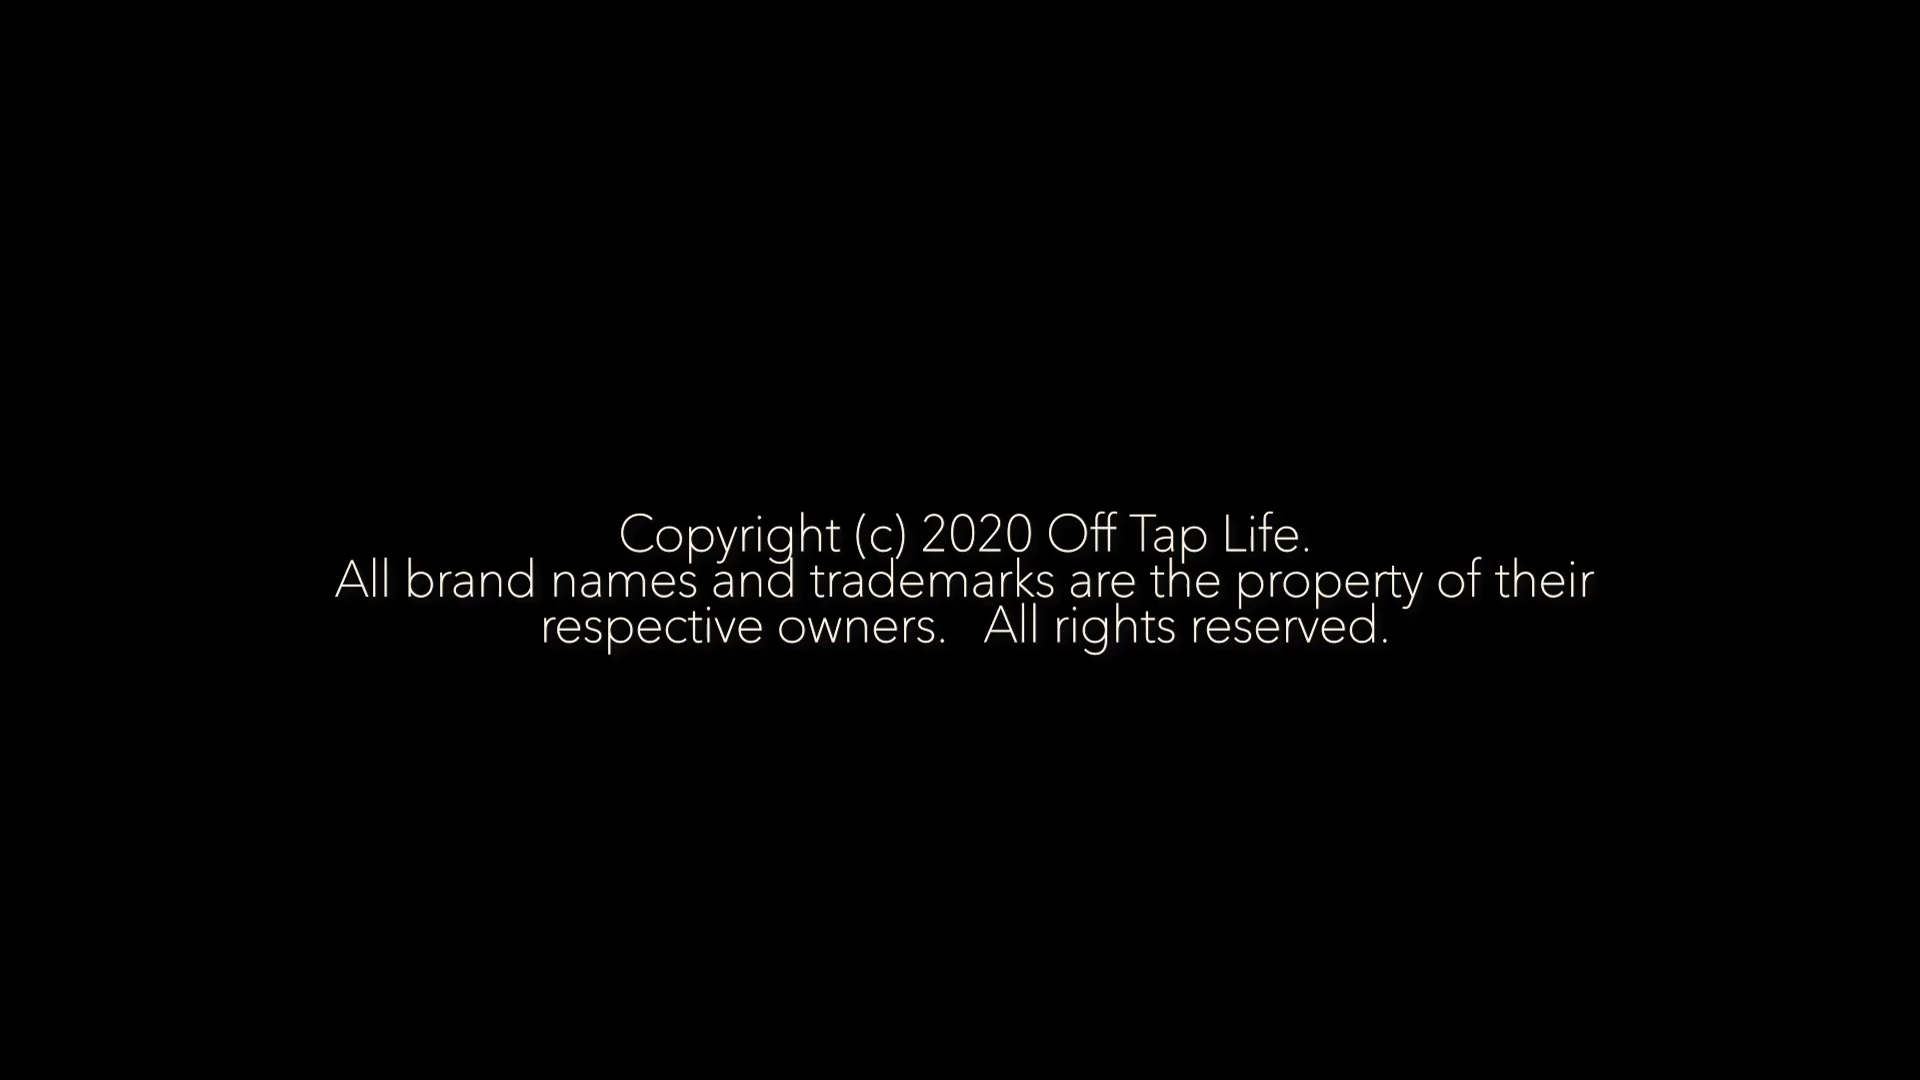 Copyright (c) 2020 Off Tap Life.
All brand names and trademarks are the property of their
respective owners.   All rights reserved.